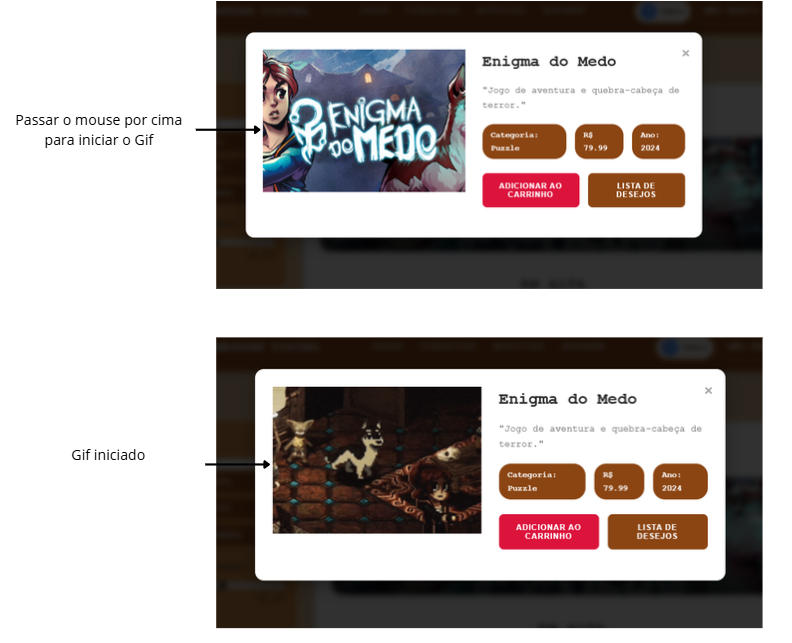 Passar o mouse por cima
para iniciar o Gif
ENIGMA
DO MEDO
Enigma do Medo
×
"Jogo de aventura e quebra-cabeça de
terror."
Categoria:
Puzzle
R$
79.99
Ano:
2024
ADICIONAR AO
CARRINHO
LISTA DE
DESEJOS
Gif iniciado
Enigma do Medo
×
"Jogo de aventura e quebra-cabeça de
terror."
Categoria:
Puzzle
R$
79.99
Ano:
2024
ADICIONAR AO
CARRINHO
LISTA DE
DESEJOS